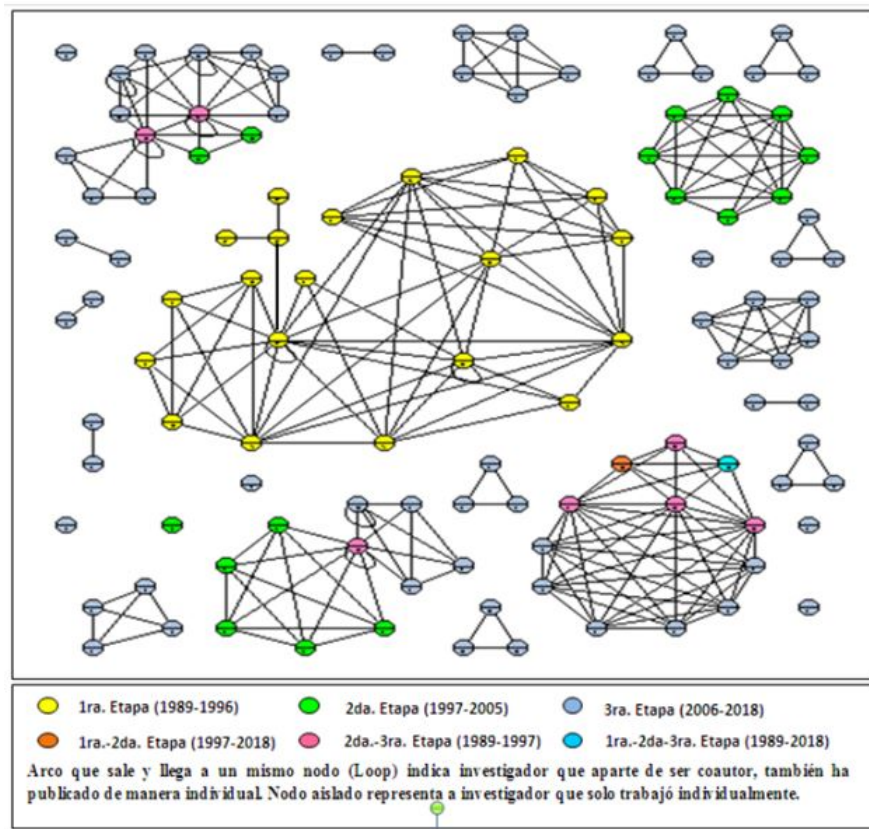 1ra. Etapa (1989-1996) 2da. Etapa (1997-2005) 3ra. Etapa (2006-2018)
1ra.-2da. Etapa (1997-2018) 2da.-3ra. Etapa (1989-1997) 1ra.-2da-3ra. Etapa (1989-2018)
Arco que sale y llega a un mismo nodo (Loop) indica investigador que aparte de ser coautor, también ha
publicado de manera individual. Nodo aislado representa a investigador que solo trabajó individualmente.